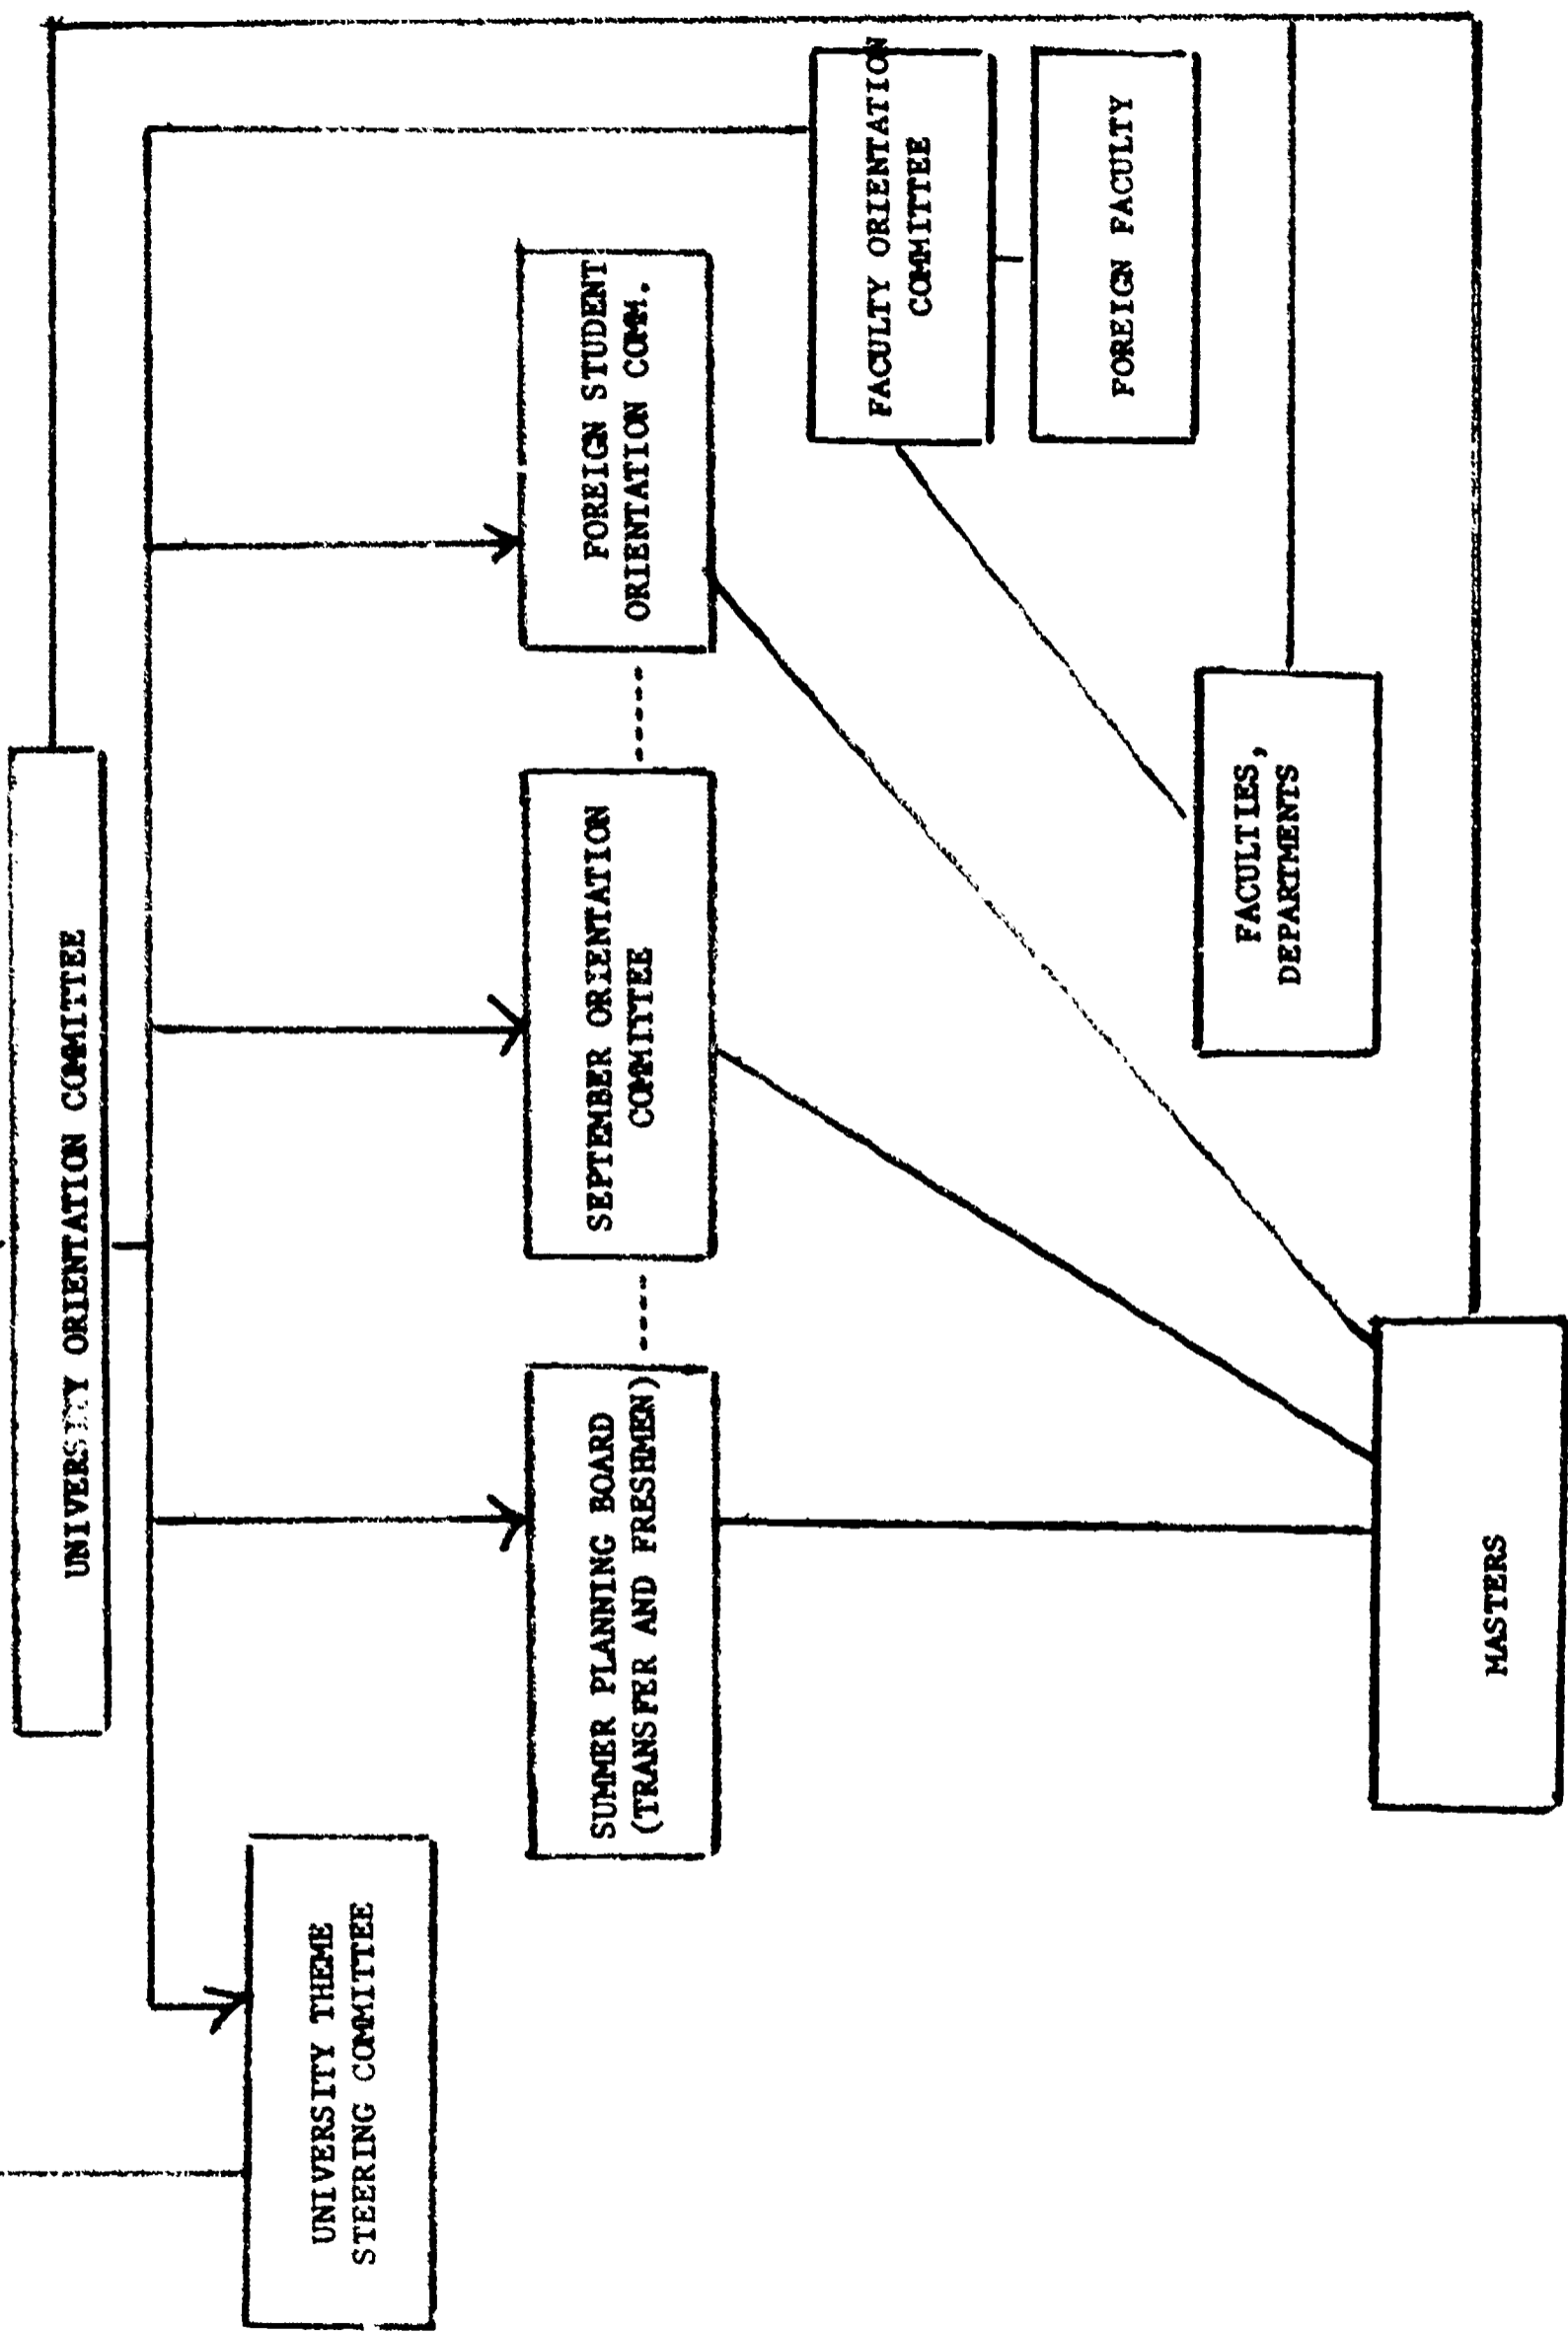 UNIVERSITY ORIENTATION COMMITTEE
UNIVERSITY THEME
STEERING COMMITTEE
SUMMER PLANNING BOARD
(TRANSFER AND FRESHMEN)
SEPTEMBER ORIENTATION
COMMITTEE
FOREIGN STUDENT
ORIENTATION COMM.
FACULTY ORIENTATION
COMMITTEE
FOREIGN FACULTY
FACULTIES,
DEPARTMENTS
MASTERS